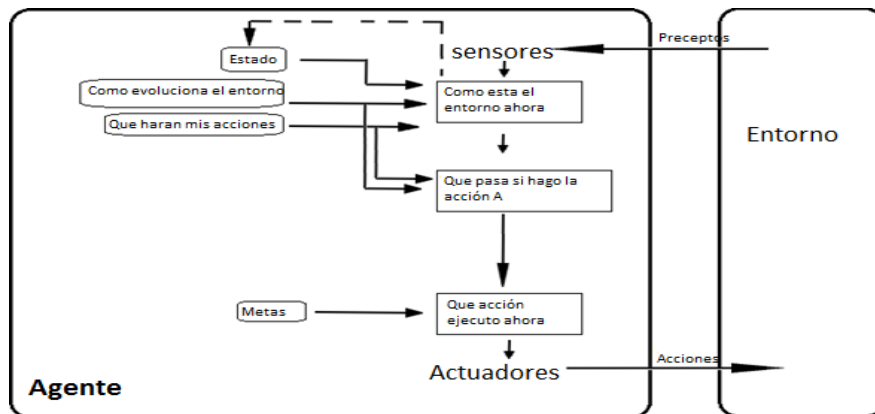 Preceptos
sensores
Estado
Como esta el
entorno ahora
Como evoluciona el entorno
Que haran mis acciones
Entorno
Que pasa si hago la
acción A
Metas
Que acción
ejecuto ahora
Acciones
Actuadores
Agente